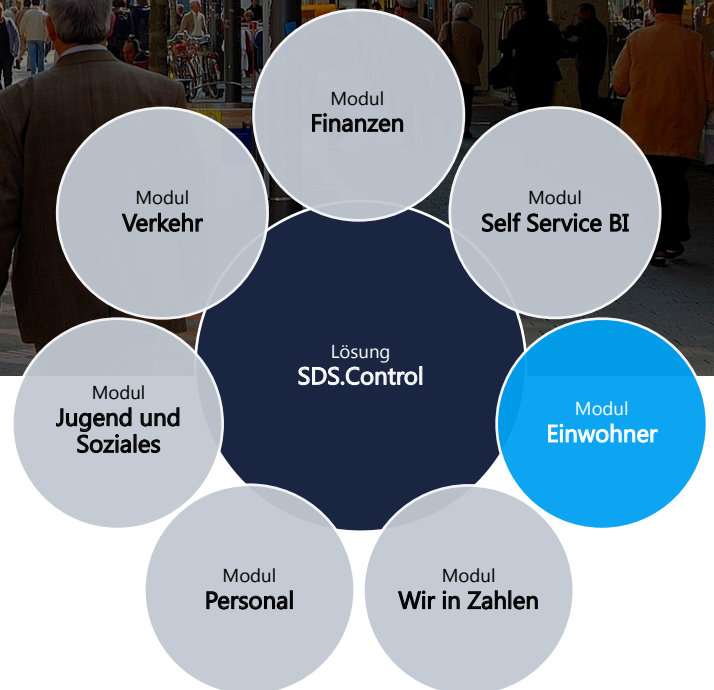 Modul
Finanzen
Modul
Verkehr
Modul
Self Service BI
Lösung
SDS.Control
Modul
Jugend und
Soziales
Modul
Einwohner
Modul
Personal
Modul
Wir in Zahlen